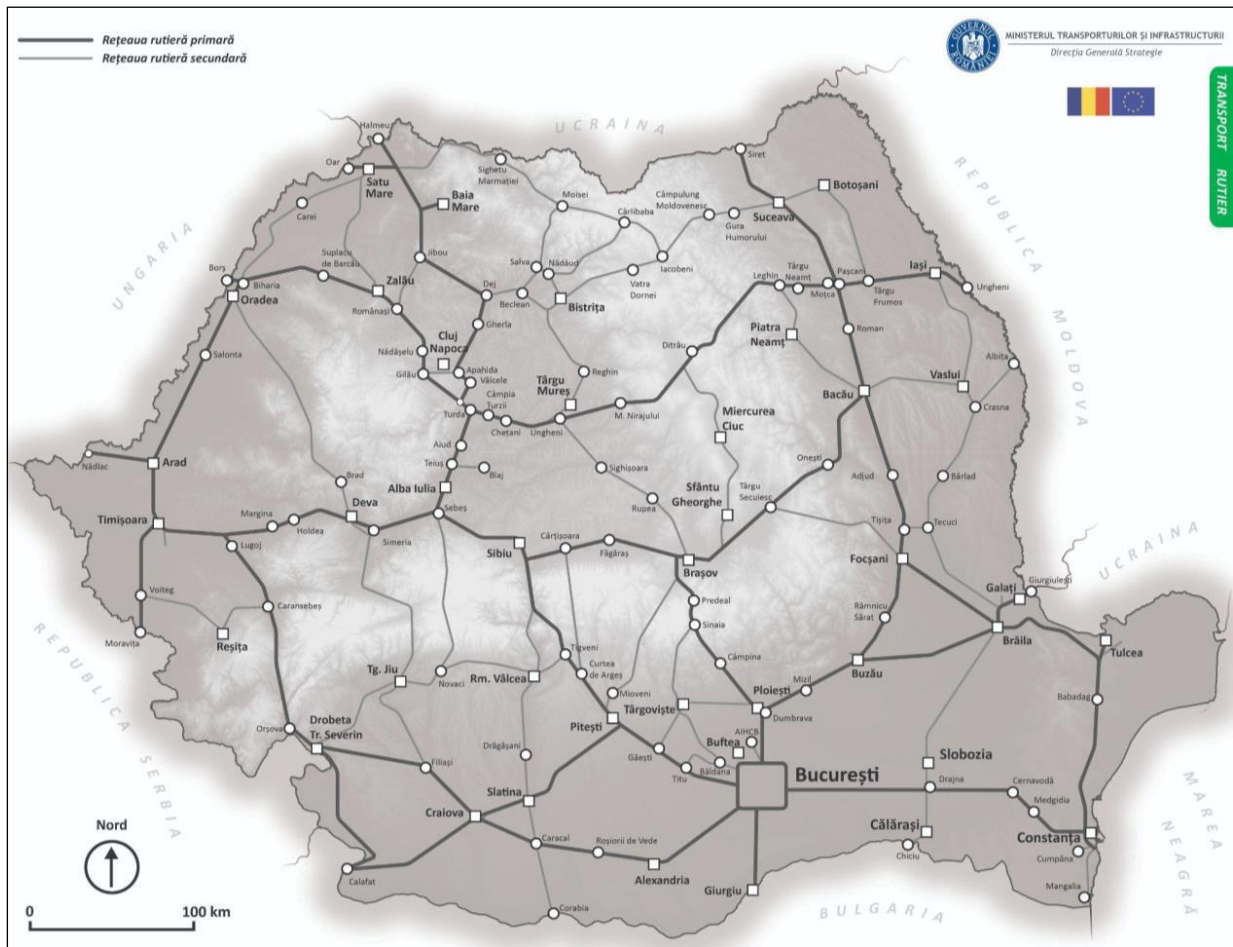 Rețeaua rutieră primară
Rețeaua rutieră secundară
GUVERNUL ROMÂNIEI
MINISTERUL TRANSPORTURILOR ȘI INFRASTRUCTURII
Direcția Generală Strategie
TRANSPORT RUTIER
UCRAINA
REPUBLICA
MOLDOVA
UNGARIA
Halmeu
Oar
Satu
Mare
Baia
Mare
Sighetu
Marmației
Moisei
Câmpulung
Moldovenesc
Cârlibaba
Siret
Botoșani
Suceava
Gura
Humorului
Carei
Suplacu
de Barcău
Jibou
Salva
Nădăud
Iacobeni
Vatra
Dornei
Leghin
Târgu
Neamț
Moțca
Pașcani
Târgu
Frumos
Iași
Ungheni
Borș
Biharia
Oradea
Zalău
Românași
Dej
Beclean
Bistrița
Gherla
Cluj
Napoca
Nădășelu
Gilău
Apahida
Vâlcele
Câmpia
Turzii
Turda
Chețani
Ungheni
Târgu
Mureș
Reghin
M. Nirajului
Ditrău
Piatra
Neamț
Roman
Bacău
Vaslui
Albița
Crasna
Salonta
Miercurea
Ciuc
Nădlac
Arad
Aiud
Teiuș
Blaj
Sighișoara
Onești
Adjud
Bârlad
Brad
Deva
Alba Iulia
Sebeș
Rupea
Sfântu
Gheorghe
Târgu
Secuiesc
Timișoara
Margina
Holdea
Simeria
Lugoj
Sibiu
Cârțișoara
Făgăraș
Brașov
Tișița
Tecuci
Focșani
UCRAINA
Galați
Giurgiulești
Voiteg
Caransebeș
Moravița
Reșița
Predeal
Sinaia
Râmnicu
Sărat
Brăila
Tulcea
REPUBLICA SERBIA
Tg. Jiu
Novaci
Rm. Vâlcea
Tigveni
Curtea
de Argeș
Mioveni
Câmpina
Buzău
Mizil
Babadag
Târgoviște
Ploiești
Dumbrava
Orșova
Drobeta
Tr. Severin
Pitești
Drăgășani
Filiași
Găești
Titu
Buftea
AIHCB
Băldana
București
Slobozia
Drajna
Cernavodă
Medgidia
Slatina
Craiova
Caracal
Roșiorii de Vede
Alexandria
Călărași
Chiciu
Constanța
Cumpăna
MAREA
NEAGRĂ
Nord
Calafat
Giurgiu
Mangalia
Corabia
BULGARIA
0
100 km